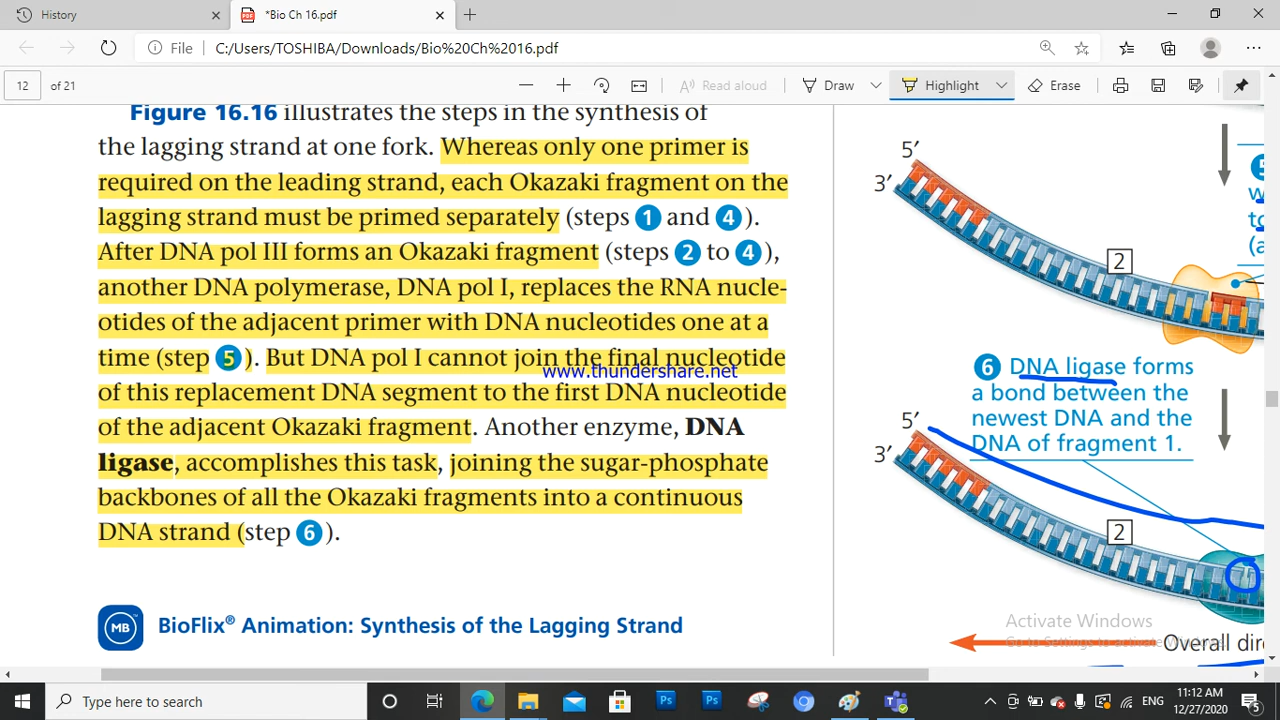 History
*Bio Ch 16.pdf
File
C:/Users/TOSHIBA/Downloads/Bio%20Ch%2016.pdf
12 of 21
Read aloud
Draw
Highlight
Erase
Figure 16.16 illustrates the steps in the synthesis of
the lagging strand at one fork. Whereas only one primer is
required on the leading strand, each Okazaki fragment on the
lagging strand must be primed separately (steps 1 and 4).
After DNA pol III forms an Okazaki fragment (steps 2 to 4),
another DNA polymerase, DNA pol I, replaces the RNA nucle-
otides of the adjacent primer with DNA nucleotides one at a
time (step 5). But DNA pol I cannot join the final nucleotide
www.thundershare.net
of this replacement DNA segment to the first DNA nucleotide
of the adjacent Okazaki fragment. Another enzyme, DNA
ligase, accomplishes this task, joining the sugar-phosphate
backbones of all the Okazaki fragments into a continuous
DNA strand (step 6).
MB
BioFlix® Animation: Synthesis of the Lagging Strand
5′
3′
2
6 DNA ligase forms
a bond between the
newest DNA and the
DNA of fragment 1.
5′
3′
2
Activate Windows
Go to Settings to activate Windows.
Overall dir
Type here to search
ENG
11:12 AM
12/27/2020
5